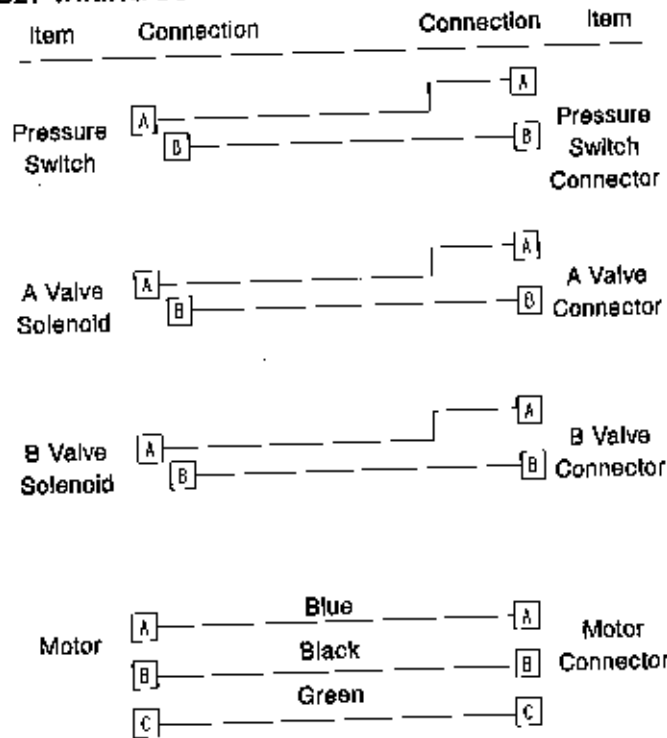 Item Connection Connection Item
A A
Pressure Switch B B Pressure Switch Connector
A A
A Valve Solenoid B B A Valve Connector
A A
B Valve Solenoid B B B Valve Connector
A Blue A
Motor B Black B Motor Connector
C Green C